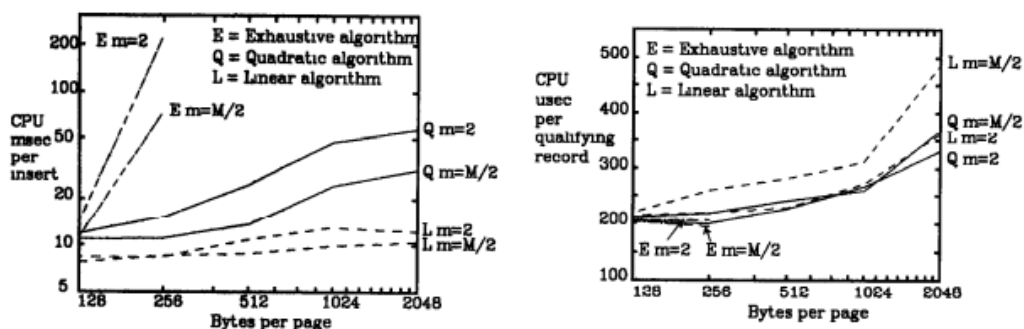 200
100
50
20
10
5
CPU
msec
per
insert
E m=2
E = Exhaustive algorithm
Q = Quadratic algorithm
L = Linear algorithm
E m=M/2
Q m=2
Q m=M/2
L m=2
L m=M/2
128 256 512 1024 2048
Bytes per page
500
400
300
200
100
CPU
usec
per
qualifying
record
E = Exhaustive algorithm
Q = Quadratic algorithm
L = Linear algorithm
L m=M/2
Q m=M/2
L m=2
Q m=2
E m=2 E m=M/2
128 256 512 1024 2048
Bytes per page